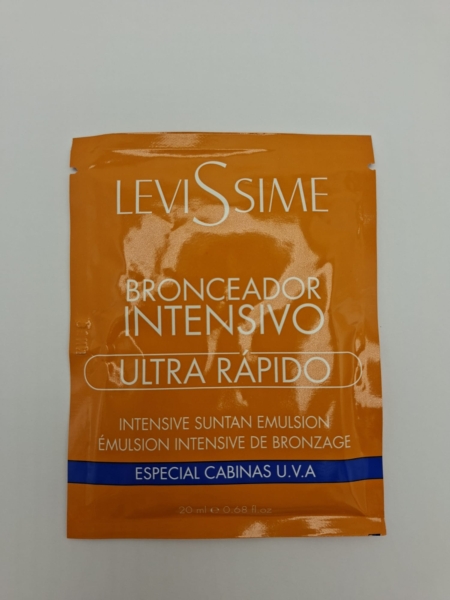 LEVISSIME
BRONCEADOR
INTENSIVO
ULTRA RÁPIDO
INTENSIVE SUNTAN EMULSION
ÉMULSION INTENSIVE DE BRONZAGE
ESPECIAL CABINAS U.V.A
20 ml e 0.68 fl.oz